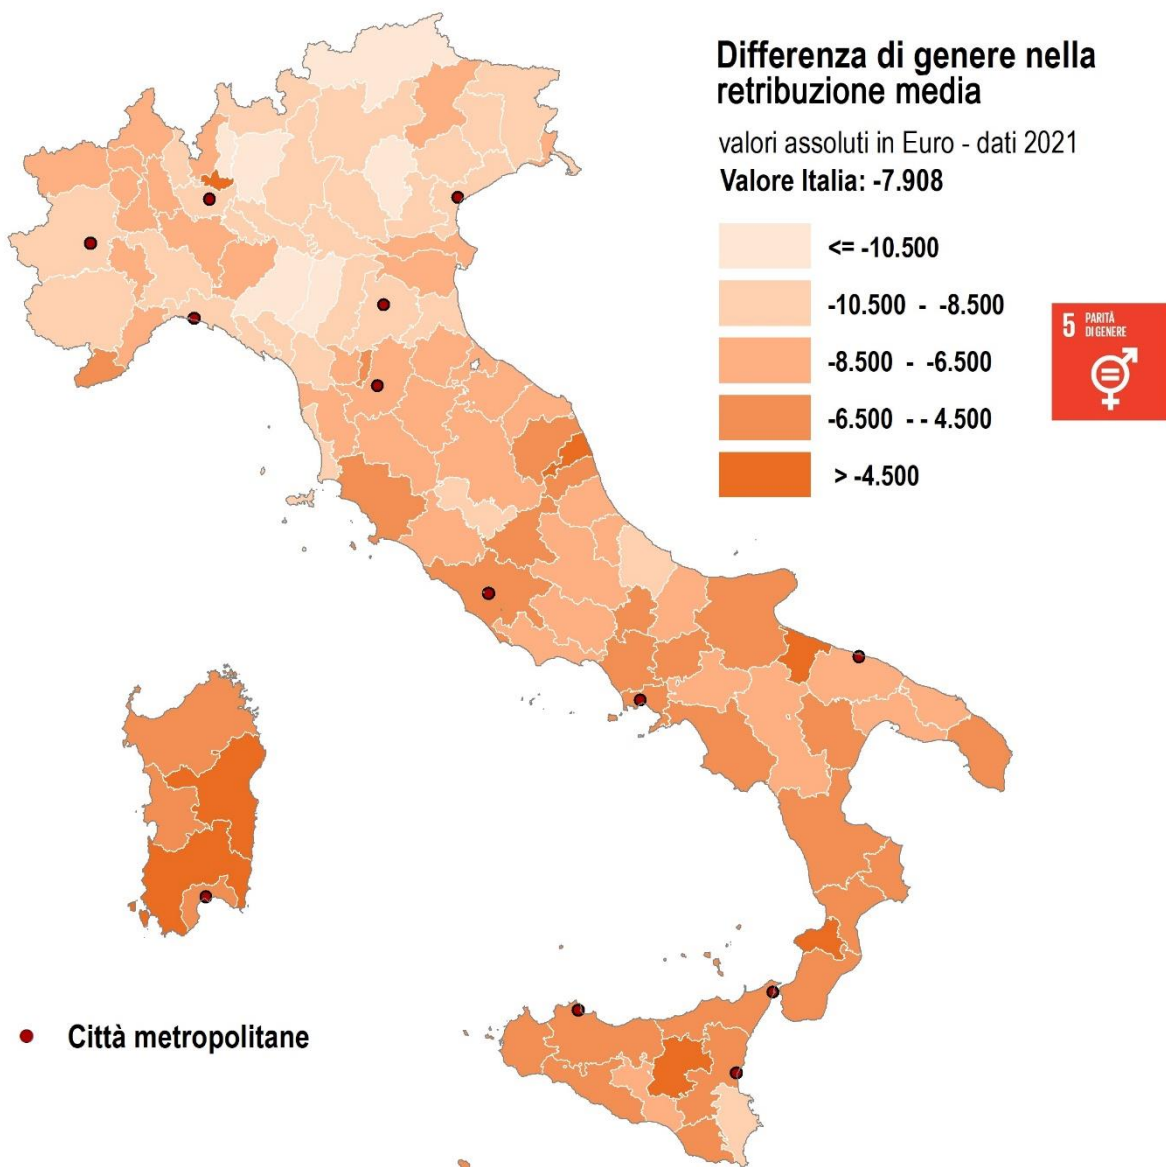 Differenza di genere nella
retribuzione media
valori assoluti in Euro - dati 2021
Valore Italia: -7.908
<= -10.500
-10.500 - -8.500
-8.500 - -6.500
-6.500 - - 4.500
> -4.500
5 PARITÀ
DI GENERE
Città metropolitane